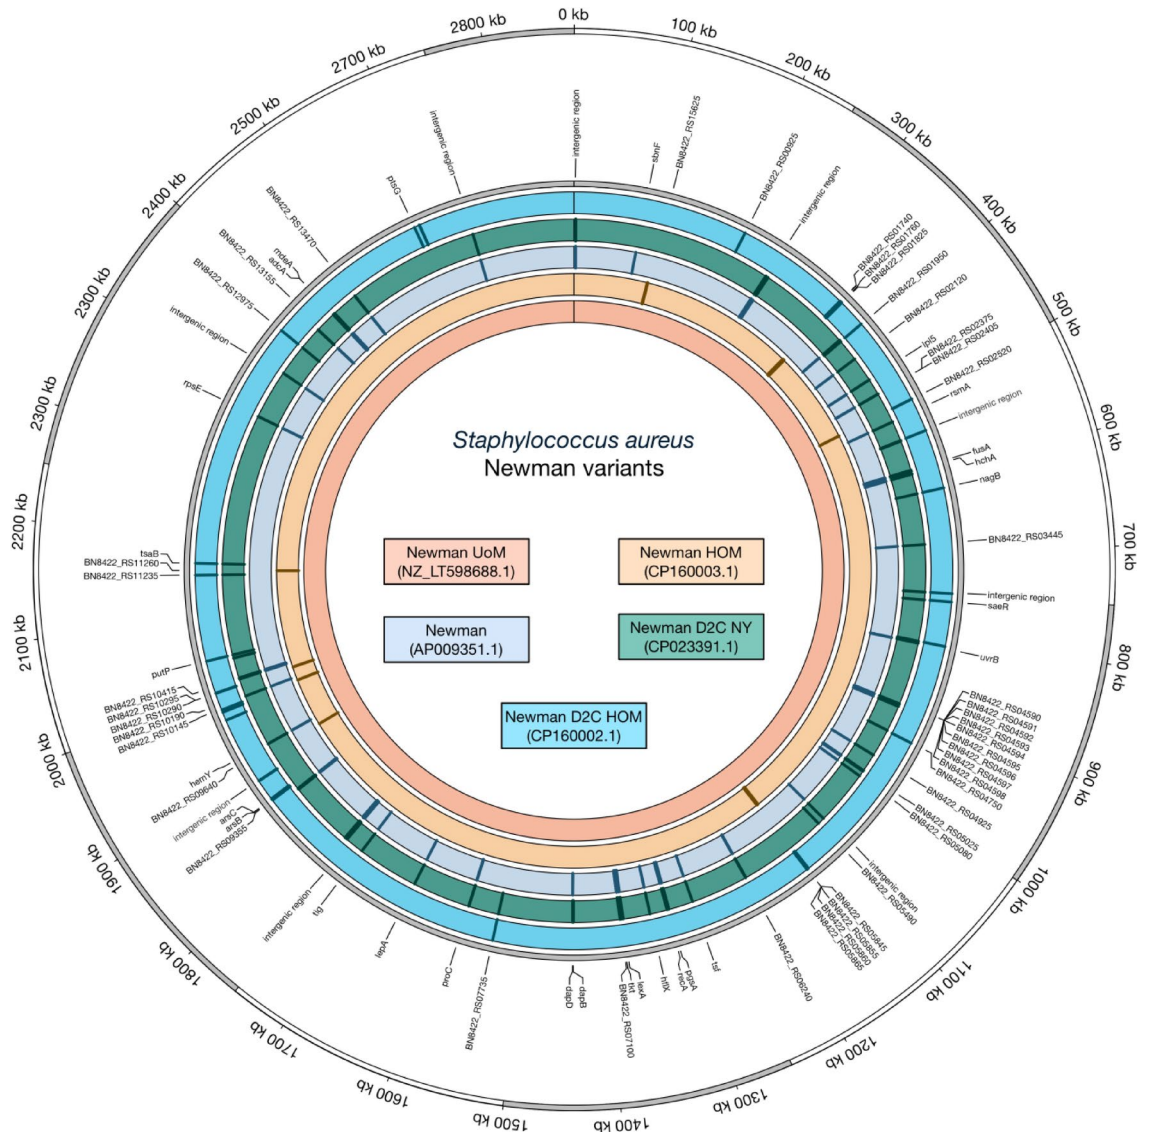 0 kb
100 kb
200 kb
300 kb
400 kb
500 kb
600 kb
700 kb
800 kb
900 kb
1000 kb
1100 kb
1200 kb
1300 kb
1400 kb
1500 kb
1600 kb
1700 kb
1800 kb
1900 kb
2000 kb
2100 kb
2200 kb
2300 kb
2300 kb
2400 kb
2500 kb
2700 kb
2800 kb
intergenic region
sbnF
BN8422_RS15625
BN8422_RS00925
intergenic region
BN8422_RS01740
BN8422_RS01760
BN8422_RS01825
BN8422_RS01950
BN8422_RS02120
lpl5
BN8422_RS02375
BN8422_RS02405
BN8422_RS02520
rsmA
intergenic region
fusA
hchA
nagB
BN8422_RS03445
intergenic region
saeR
uvrB
BN8422_RS04590
BN8422_RS04591
BN8422_RS04592
BN8422_RS04593
BN8422_RS04594
BN8422_RS04595
BN8422_RS04596
BN8422_RS04597
BN8422_RS04598
BN8422_RS04750
BN8422_RS04925
BN8422_RS05025
BN8422_RS05080
intergenic region
BN8422_RS05490
BN8422_RS05845
BN8422_RS05855
BN8422_RS05860
BN8422_RS05865
BN8422_RS06240
tsf
pgsA
recA
hflX
lexA
tkt
BN8422_RS07100
dapB
dapD
BN8422_RS07735
proC
lepA
tig
intergenic region
BN8422_RS09355
arsB
arsC
intergenic region
BN8422_RS09640
hemY
BN8422_RS10145
BN8422_RS10190
BN8422_RS10290
BN8422_RS10295
BN8422_RS10415
putP
BN8422_RS11235
BN8422_RS11260
tsaB
rpsE
intergenic region
BN8422_RS12975
BN8422_RS13155
adcA
mdeA
BN8422_RS13470
ptsG
intergenic region
Staphylococcus aureus
Newman variants
Newman UoM
(NZ_LT598688.1)
Newman HOM
(CP160003.1)
Newman
(AP009351.1)
Newman D2C NY
(CP023391.1)
Newman D2C HOM
(CP160002.1)